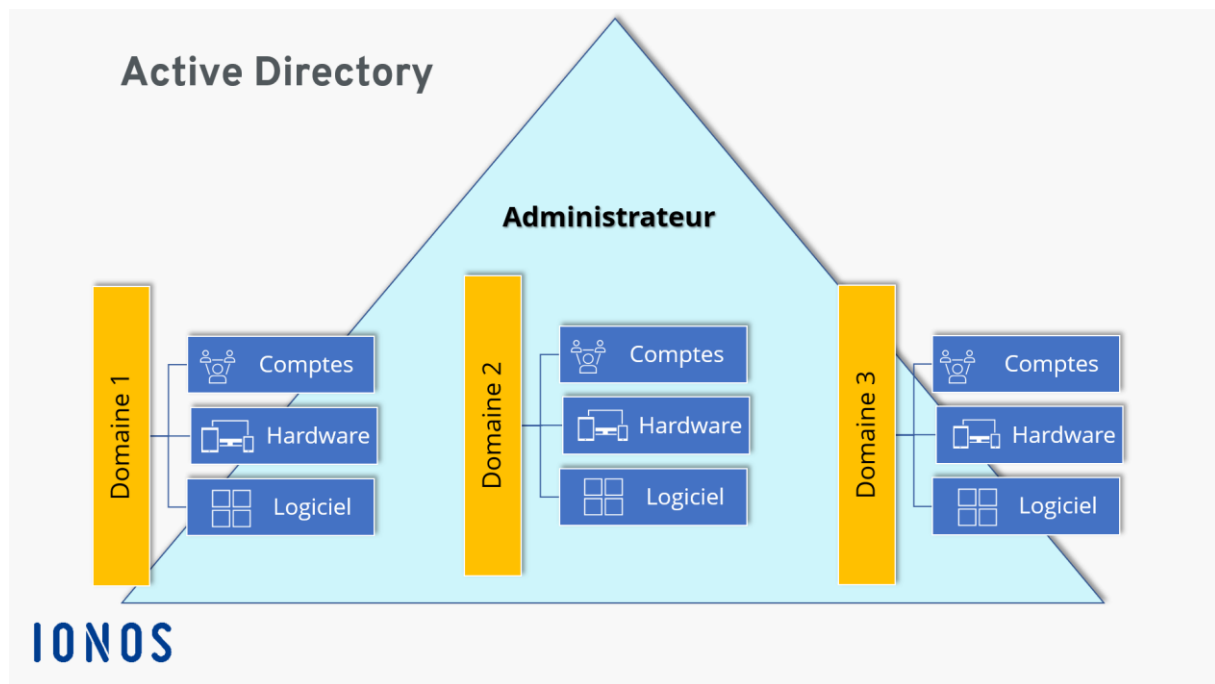 Active Directory
Administrateur
Domaine 1
Comptes
Hardware
Logiciel
Domaine 2
Comptes
Hardware
Logiciel
Domaine 3
Comptes
Hardware
Logiciel
IONOS